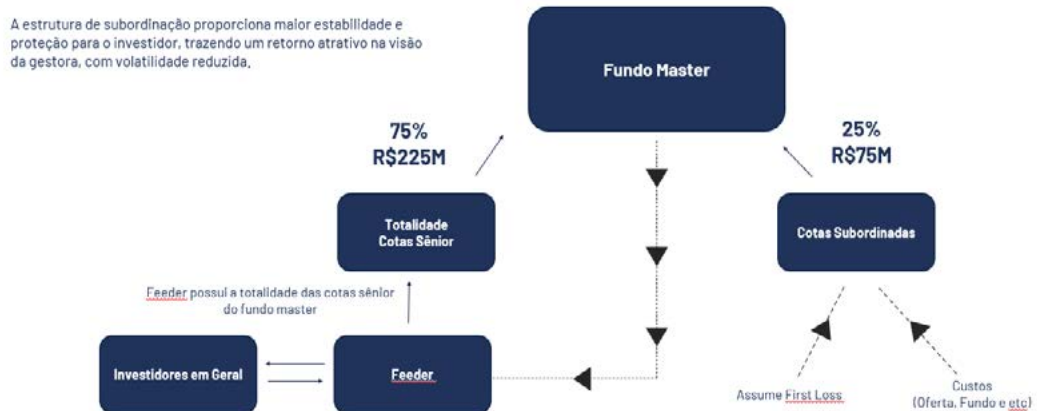 A estrutura de subordinação proporciona maior estabilidade e
proteção para o investidor, trazendo um retorno atrativo na visão
da gestora, com volatilidade reduzida.
Fundo Master
75%
R$225M
25%
R$75M
Totalidade
Cotas Sênior
Cotas Subordinadas
Feeder possui a totalidade das cotas sênior
do fundo master
Investidores em Geral
Feeder
Assume First Loss
Custos
(Oferta, Fundo e etc)